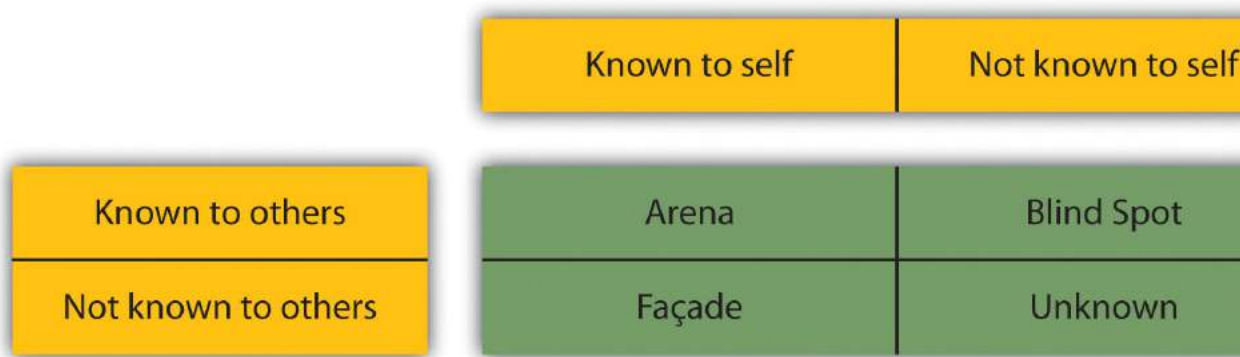 Known to self Not known to self
Known to others Arena Blind Spot
Not known to others Façade Unknown